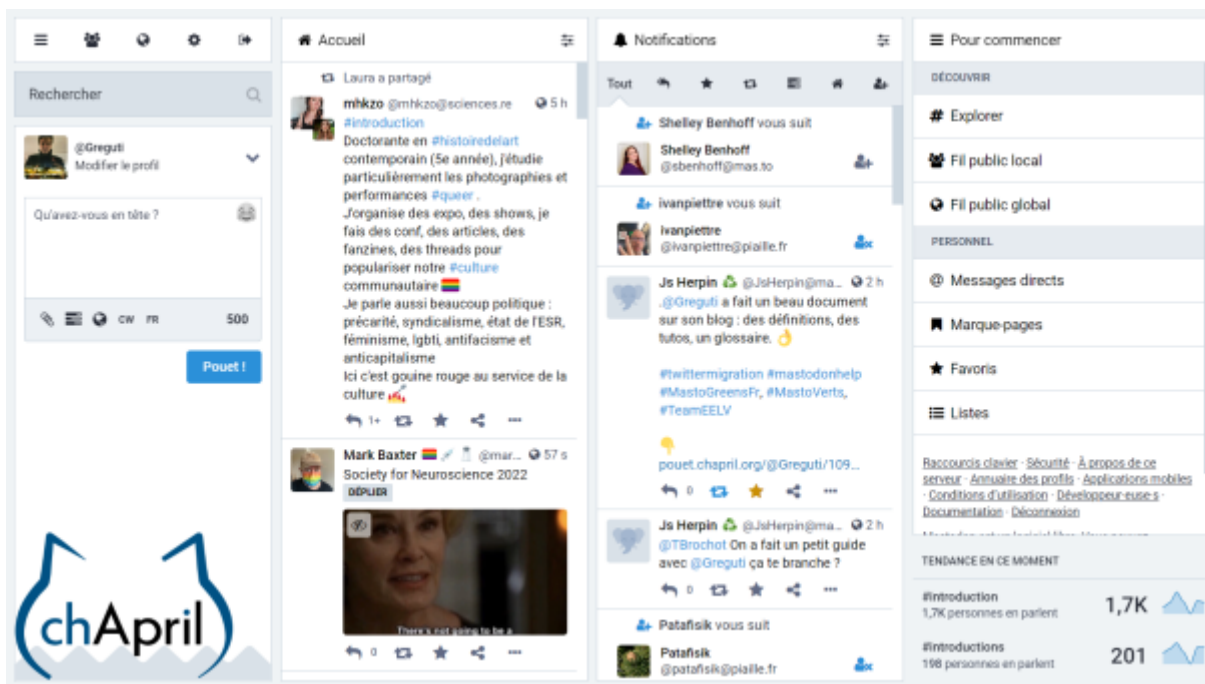 Rechercher
@Greguti
Modifier le profil
Qu'avez-vous en tête ?
CW FR 500
Pouet !
chApril
Accueil
Laura a partagé
mhkzo @mhkzo@sciences.re 5 h
#introduction
Doctorante en #histoiredelart
contemporain (5e année), j'étudie
particulièrement les photographies et
performances #queer .
J'organise des expo, des shows, je
fais des conf, des articles, des
fanzines, des threads pour
populariser notre #culture
communautaire 🏳️‍🌈
Je parle aussi beaucoup politique :
précarité, syndicalisme, état de l'ESR,
féminisme, lgbti, antifacisme et
anticapitalisme
Ici c'est gouine rouge au service de la
culture 💅
1+
Mark Baxter @mar... 57 s
Society for Neuroscience 2022
DÉPLIER
There's not going to be a
0
Notifications
Tout
Shelley Benhoff vous suit
Shelley Benhoff
@sbenhoff@mas.to
ivanpiettre vous suit
ivanpiettre
@ivanpiettre@piaille.fr
Js Herpin ♻️ @JsHerpin@ma... 2 h
.@Greguti a fait un beau document
sur son blog : des définitions, des
tutos, un glossaire. 👌
#twittermigration #mastodonhelp
#MastoGreensFr, #MastoVerts,
#TeamEELV
👇
pouet.chapril.org/@Greguti/109...
0
Js Herpin ♻️ @JsHerpin@ma... 2 h
@TBrochot On a fait un petit guide
avec @Greguti ça te branche ?
0
Patafisik vous suit
Patafisik
@patafisik@piaille.fr
Pour commencer
DÉCOUVRIR
# Explorer
Fil public local
Fil public global
PERSONNEL
@ Messages directs
Marque-pages
Favoris
Listes
Raccourcis clavier · Sécurité · À propos de ce
serveur · Annuaire des profils · Applications mobiles
· Conditions d'utilisation · Développeur·euse·s ·
Documentation · Déconnexion
TENDANCE EN CE MOMENT
#introduction
1,7K personnes en parlent
1,7K
#introductions
198 personnes en parlent
201